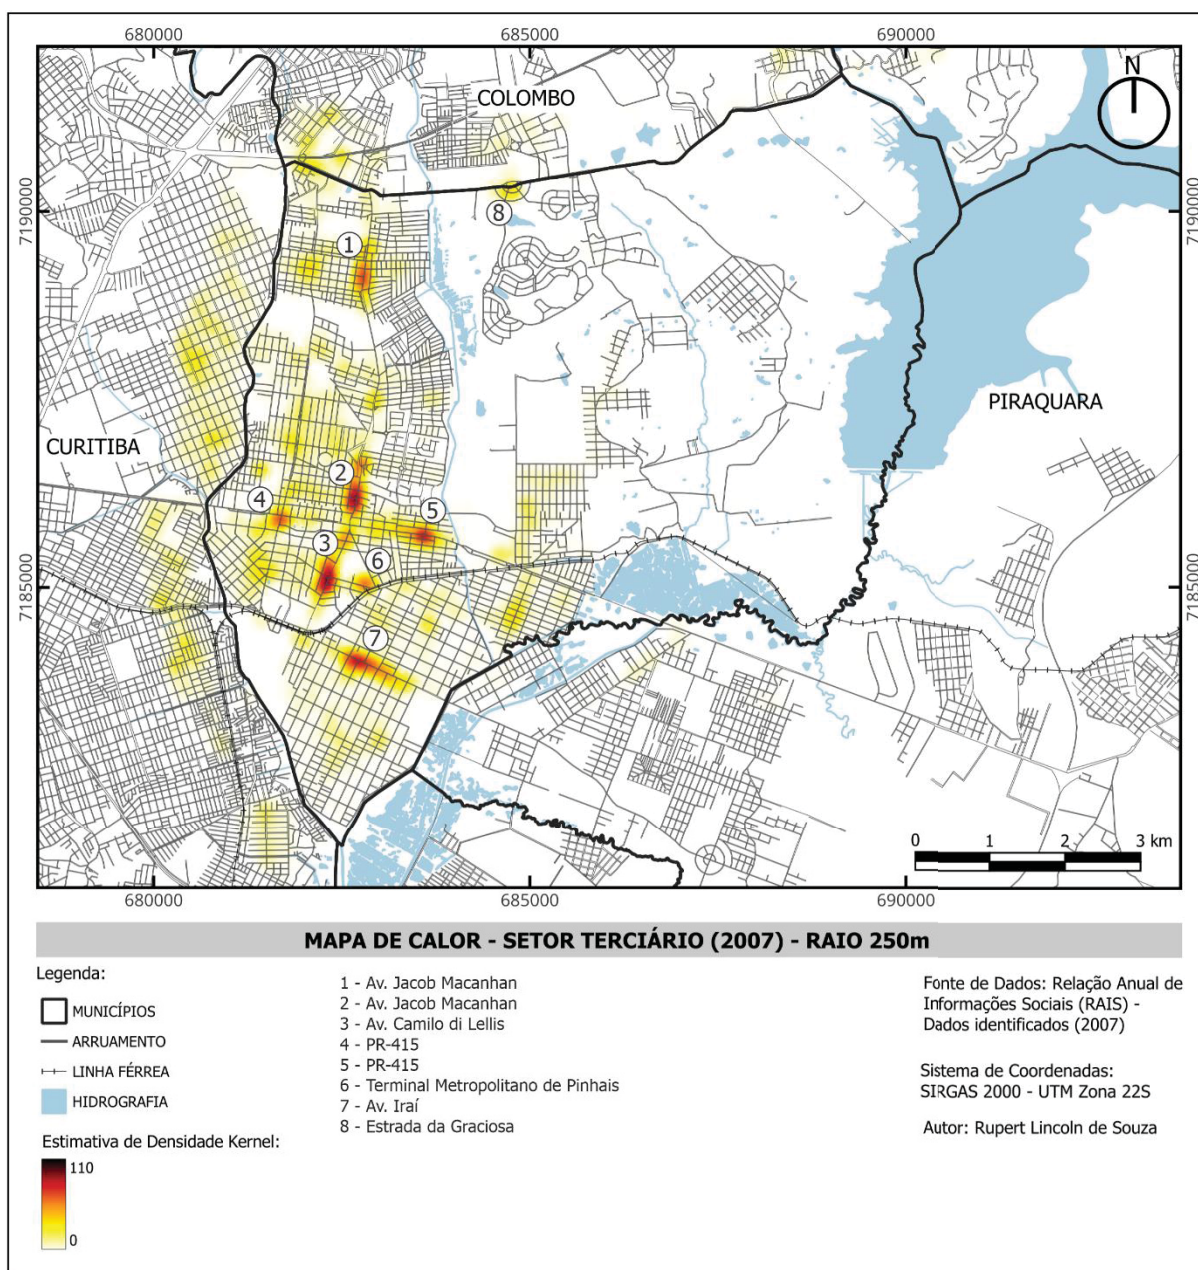 680000
685000
690000
N
COLOMBO
7190000
7190000
8
1
PIRAQUARA
CURITIBA
2
4
5
3
6
7185000
7185000
7
0 1 2 3 km
680000
685000
690000
MAPA DE CALOR - SETOR TERCIÁRIO (2007) - RAIO 250m
Legenda:
MUNICÍPIOS
ARRUAMENTO
LINHA FÉRREA
HIDROGRAFIA
Estimativa de Densidade Kernel:
110
0
1 - Av. Jacob Macanhan
2 - Av. Jacob Macanhan
3 - Av. Camilo di Lellis
4 - PR-415
5 - PR-415
6 - Terminal Metropolitano de Pinhais
7 - Av. Iraí
8 - Estrada da Graciosa
Fonte de Dados: Relação Anual de
Informações Sociais (RAIS) -
Dados identificados (2007)
Sistema de Coordenadas:
SIRGAS 2000 - UTM Zona 22S
Autor: Rupert Lincoln de Souza